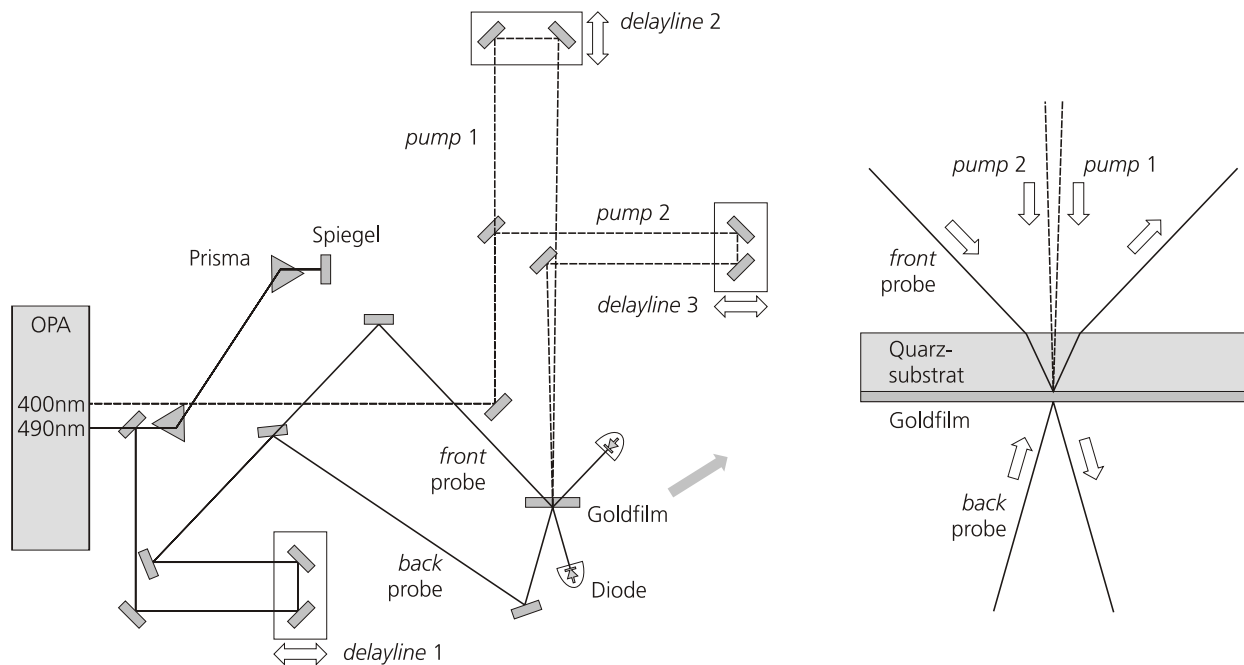 delayline 2
pump 1
pump 2
Spiegel
Prisma
delayline 3
OPA
400nm
490nm
front
probe
Goldfilm
back
probe
Diode
delayline 1
pump 2
pump 1
front
probe
Quarz-
substrat
Goldfilm
back
probe